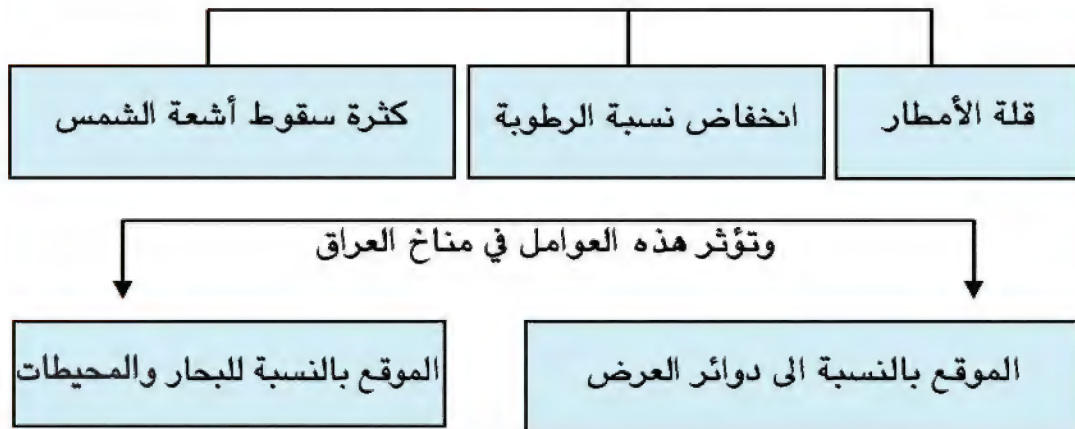 قلة الأمطار
انخفاض نسبة الرطوبة
كثرة سقوط أشعة الشمس
وتؤثر هذه العوامل في مناخ العراق
الموقع بالنسبة الى دوائر العرض
الموقع بالنسبة للبحار والمحيطات